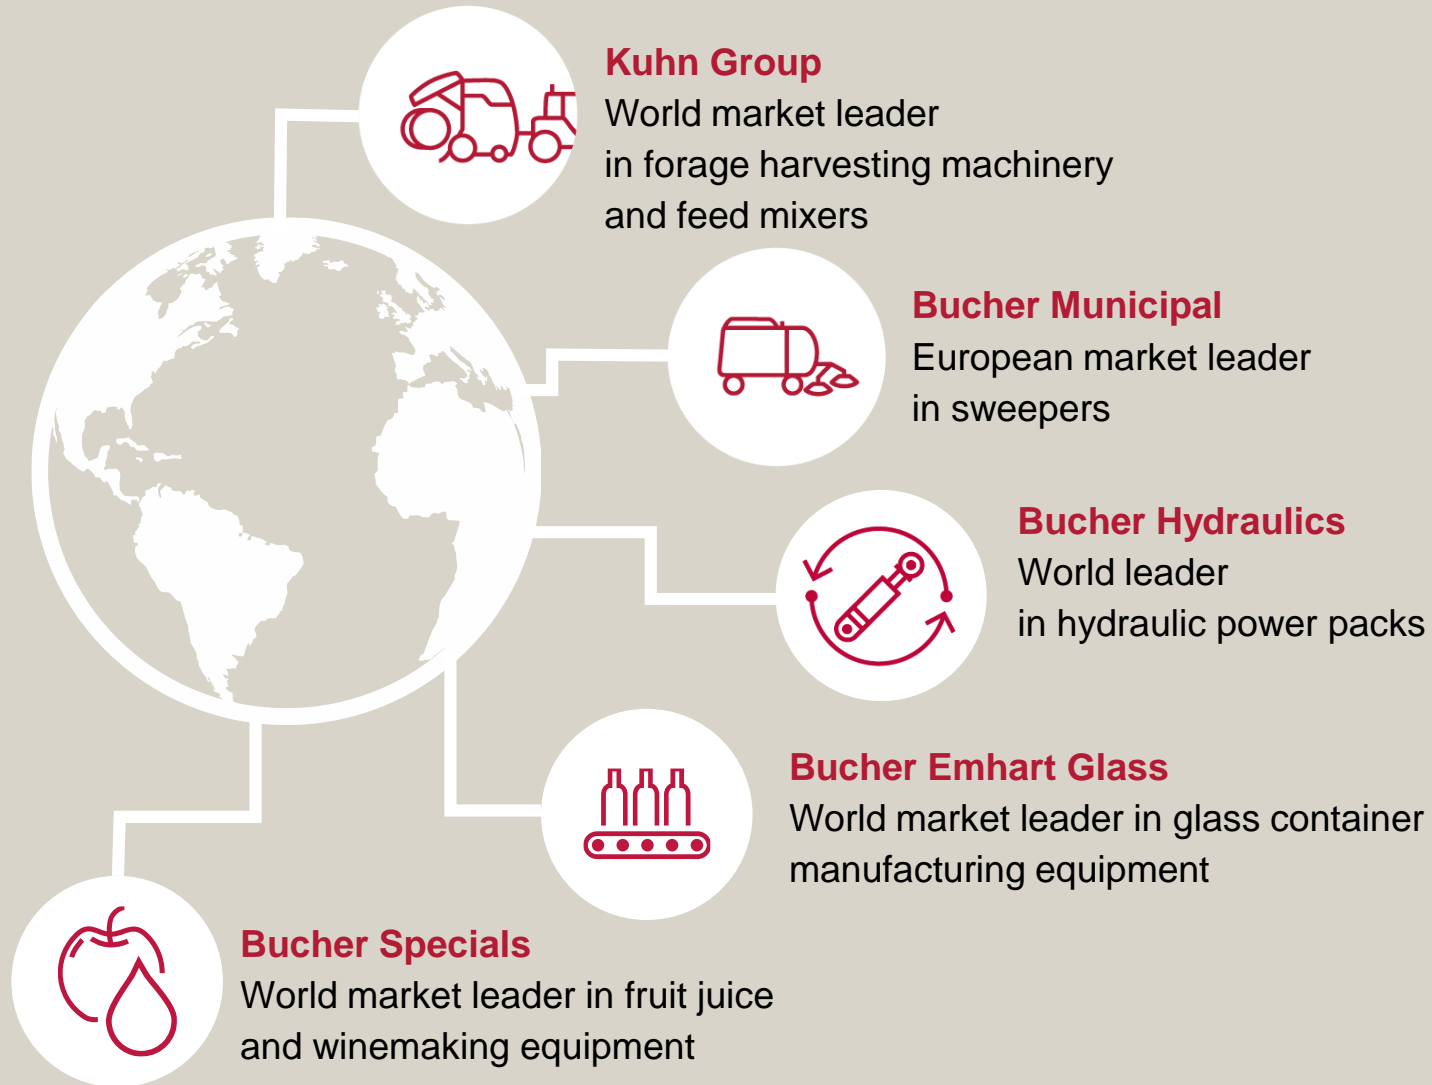 Kuhn Group
World market leader
in forage harvesting machinery
and feed mixers
Bucher Municipal
European market leader
in sweepers
Bucher Hydraulics
World leader
in hydraulic power packs
Bucher Emhart Glass
World market leader in glass container
manufacturing equipment
Bucher Specials
World market leader in fruit juice
and winemaking equipment